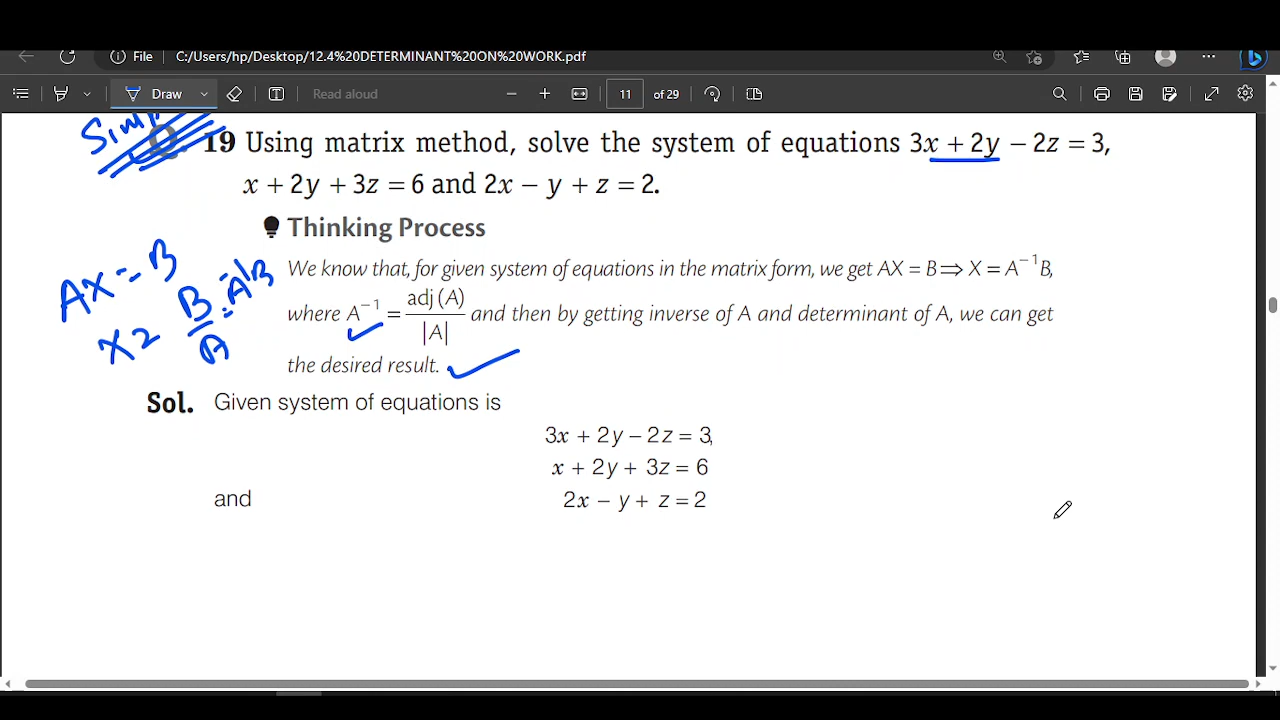 File C:/Users/hp/Desktop/12.4%20DETERMINANT%20ON%20WORK.pdf
Draw Read aloud 11 of 29
19 Using matrix method, solve the system of equations 3x + 2y − 2z = 3,
x + 2y + 3z = 6 and 2x − y + z = 2.
Thinking Process
We know that, for given system of equations in the matrix form, we get AX = B ⇒ X = A⁻¹B,
where A⁻¹ = adj (A) / |A| and then by getting inverse of A and determinant of A, we can get
the desired result.
AX = B
X = B/A = A⁻¹B
Sol. Given system of equations is
3x + 2y − 2z = 3,
x + 2y + 3z = 6
and 2x − y + z = 2